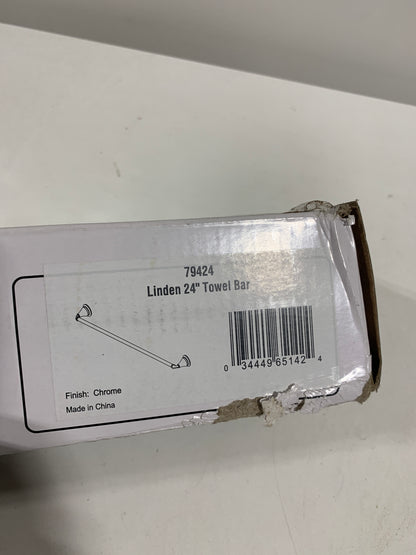 79424
Linden 24" Towel Bar
0 34449 65142 4
Finish: Chrome
Made in China